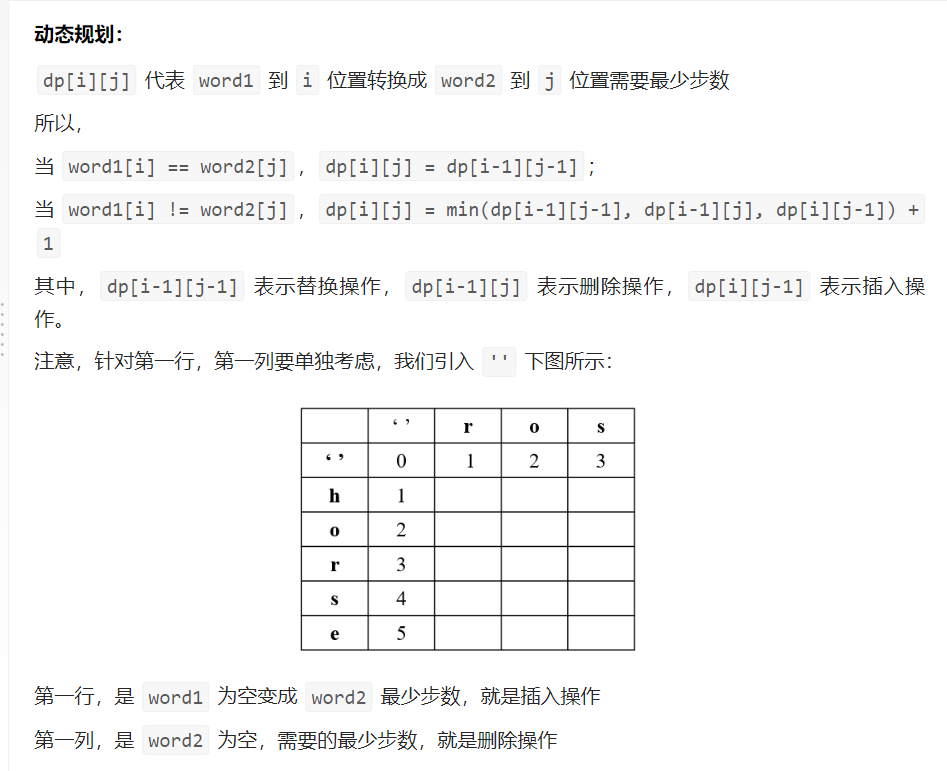 动态规划：
dp[i][j] 代表 word1 到 i 位置转换成 word2 到 j 位置需要最少步数
所以，
当 word1[i] == word2[j]，dp[i][j] = dp[i-1][j-1]；
当 word1[i] != word2[j]，dp[i][j] = min(dp[i-1][j-1], dp[i-1][j], dp[i][j-1]) +
1
其中，dp[i-1][j-1] 表示替换操作，dp[i-1][j] 表示删除操作，dp[i][j-1] 表示插入操
作。
注意，针对第一行，第一列要单独考虑，我们引入 '' 下图所示：
‘ ’ r o s
‘ ’ 0 1 2 3
h 1
o 2
r 3
s 4
e 5
第一行，是 word1 为空变成 word2 最少步数，就是插入操作
第一列，是 word2 为空，需要的最少步数，就是删除操作